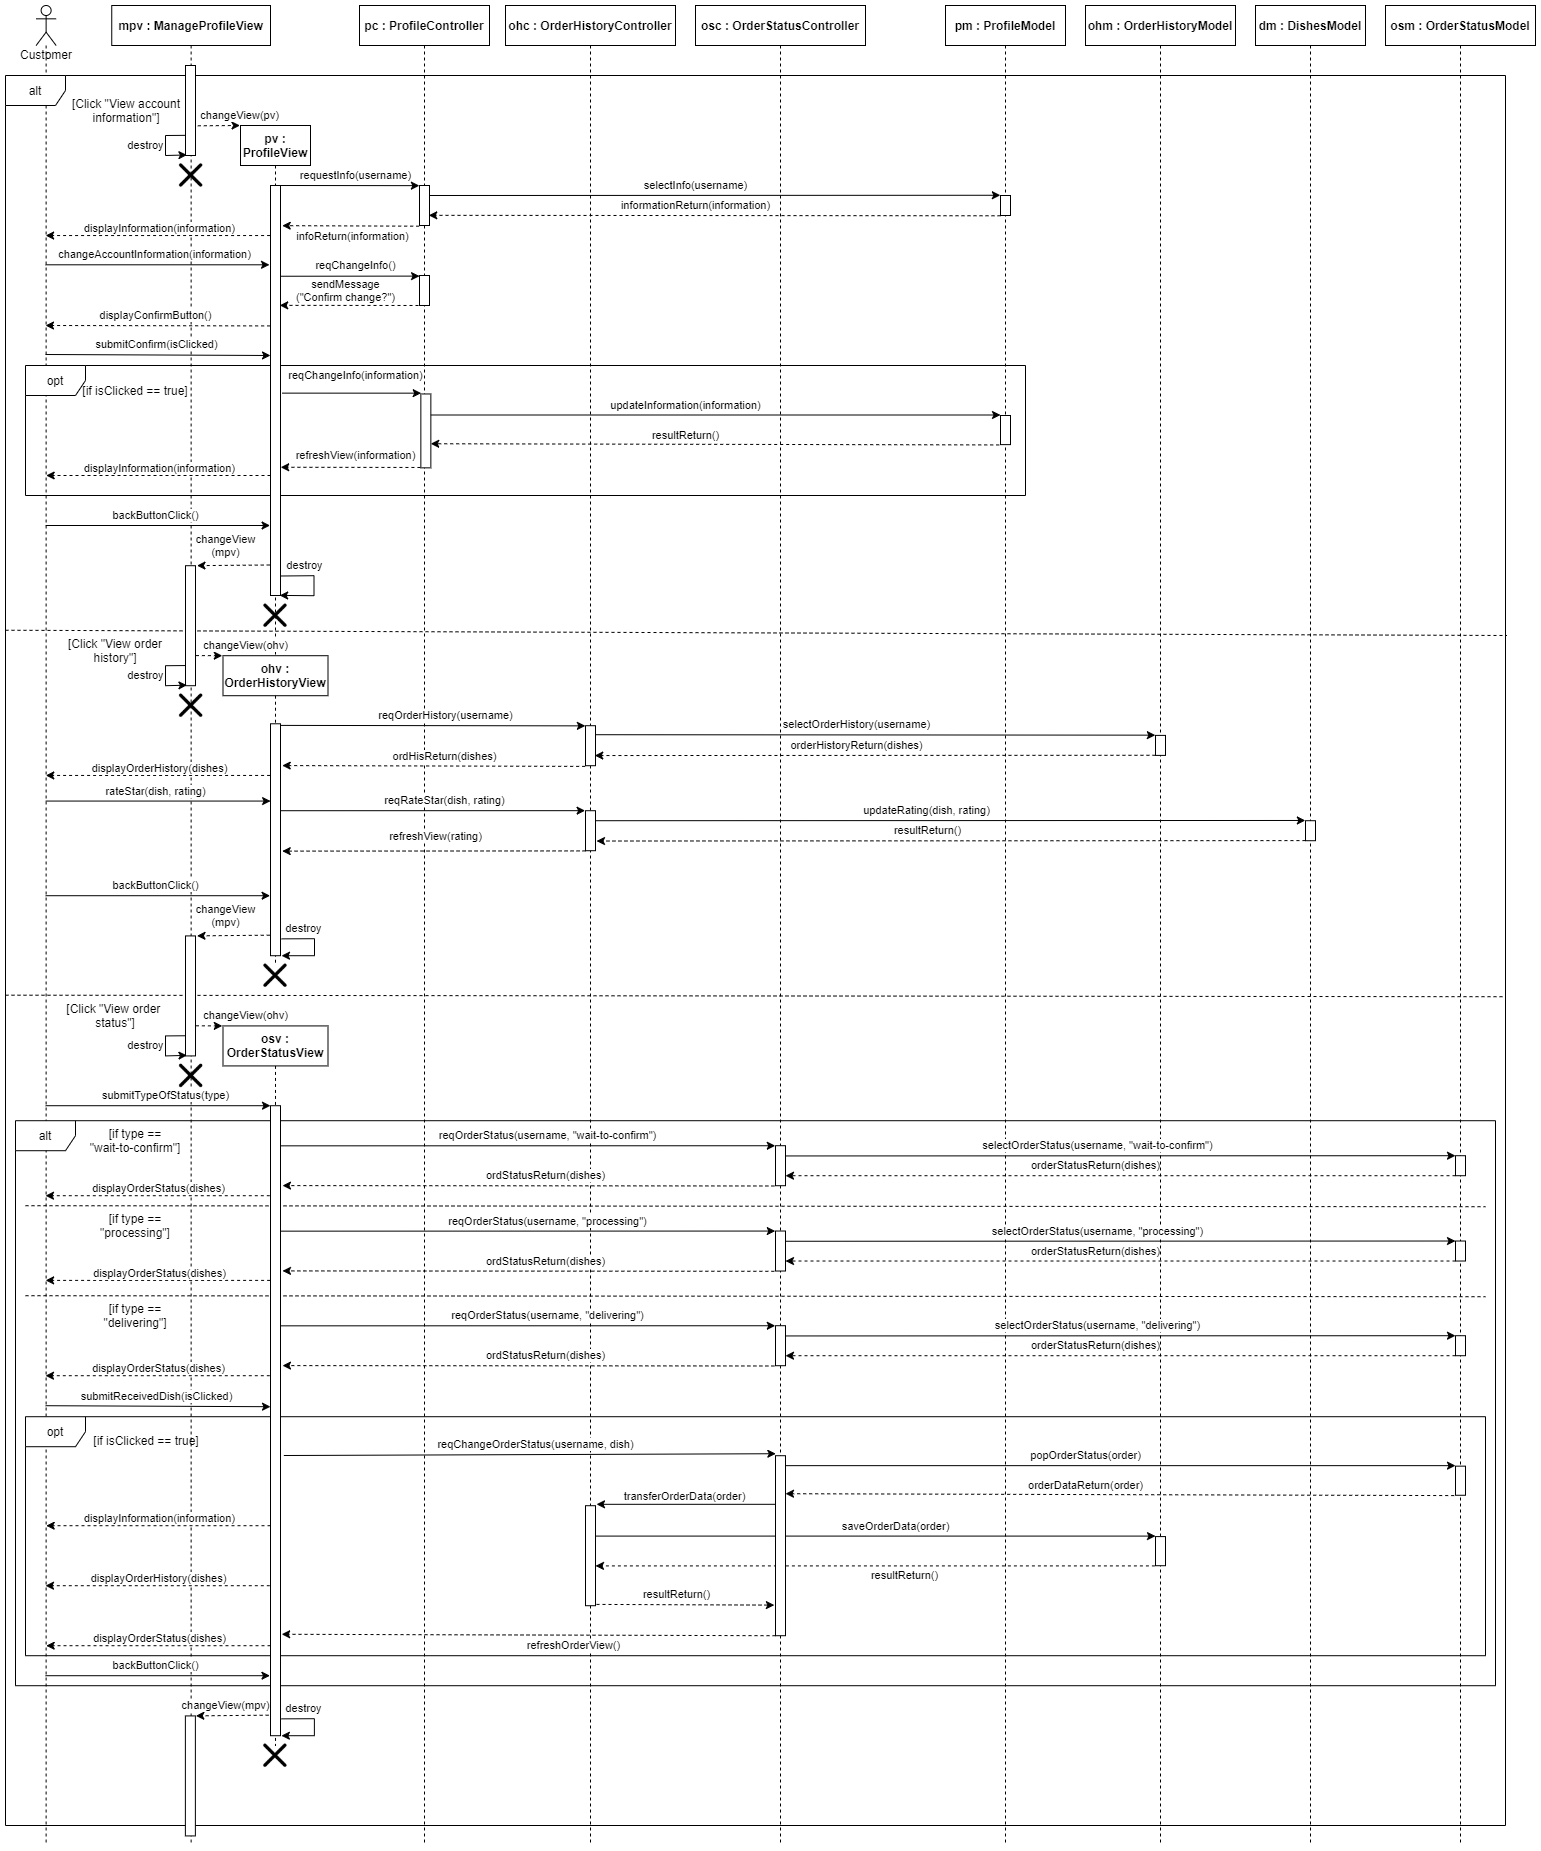 Customer
mpv : ManageProfileView
pc : ProfileController
ohc : OrderHistoryController
osc : OrderStatusController
pm : ProfileModel
ohm : OrderHistoryModel
dm : DishesModel
osm : OrderStatusModel
alt
[Click "View account
information"]
changeView(pv)
destroy
pv :
ProfileView
requestInfo(username)
selectInfo(username)
informationReturn(information)
displayInformation(information)
infoReturn(information)
changeAccountInformation(information)
reqChangeInfo()
sendMessage
("Confirm change?")
displayConfirmButton()
submitConfirm(isClicked)
opt
[if isClicked == true]
reqChangeInfo(information)
updateInformation(information)
resultReturn()
refreshView(information)
displayInformation(information)
backButtonClick()
changeView
(mpv)
destroy
[Click "View order
history"]
changeView(ohv)
destroy
ohv :
OrderHistoryView
reqOrderHistory(username)
selectOrderHistory(username)
orderHistoryReturn(dishes)
ordHisReturn(dishes)
displayOrderHistory(dishes)
rateStar(dish, rating)
reqRateStar(dish, rating)
updateRating(dish, rating)
resultReturn()
refreshView(rating)
backButtonClick()
changeView
(mpv)
destroy
[Click "View order
status"]
changeView(ohv)
destroy
osv :
OrderStatusView
submitTypeOfStatus(type)
alt
[if type ==
"wait-to-confirm"]
reqOrderStatus(username, "wait-to-confirm")
selectOrderStatus(username, "wait-to-confirm")
orderStatusReturn(dishes)
ordStatusReturn(dishes)
displayOrderStatus(dishes)
[if type ==
"processing"]
reqOrderStatus(username, "processing")
selectOrderStatus(username, "processing")
orderStatusReturn(dishes)
ordStatusReturn(dishes)
displayOrderStatus(dishes)
[if type ==
"delivering"]
reqOrderStatus(username, "delivering")
selectOrderStatus(username, "delivering")
orderStatusReturn(dishes)
ordStatusReturn(dishes)
displayOrderStatus(dishes)
submitReceivedDish(isClicked)
opt
[if isClicked == true]
reqChangeOrderStatus(username, dish)
popOrderStatus(order)
orderDataReturn(order)
transferOrderData(order)
displayInformation(information)
saveOrderData(order)
resultReturn()
displayOrderHistory(dishes)
resultReturn()
displayOrderStatus(dishes)
refreshOrderView()
backButtonClick()
changeView(mpv)
destroy